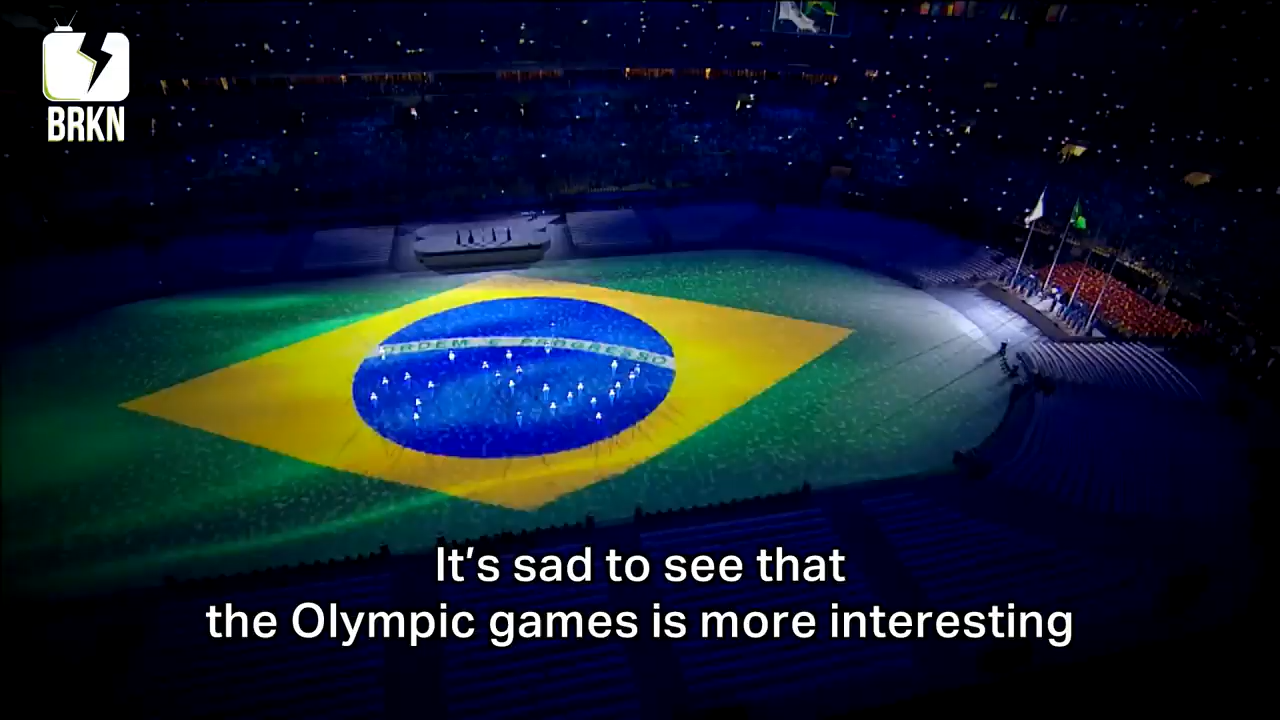 BRKN
ORDEM E PROGRESSO
It's sad to see that
the Olympic games is more interesting